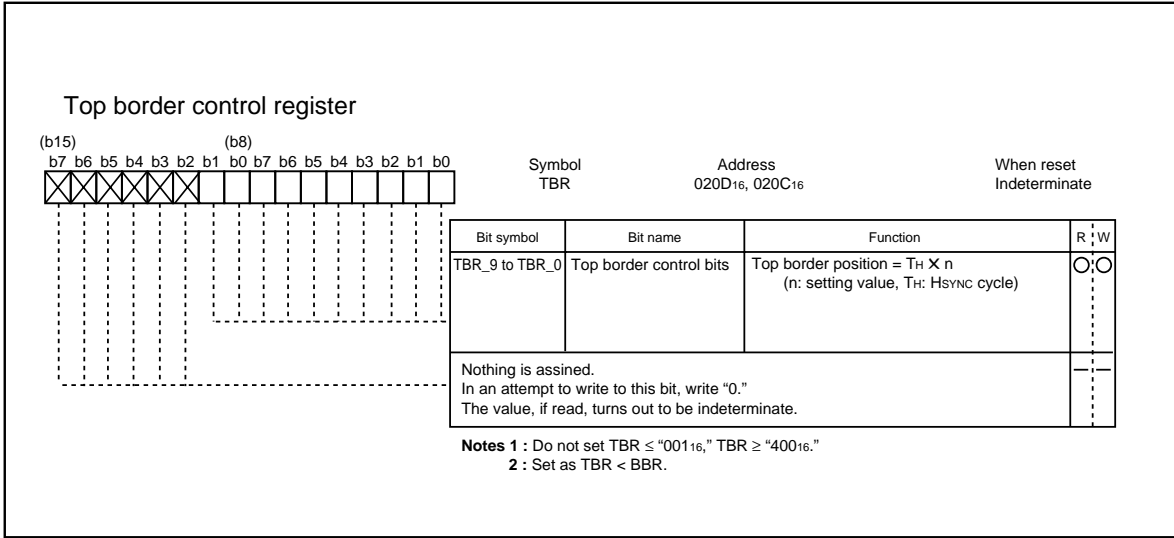 Top border control register
(b15) (b8)
b7 b6 b5 b4 b3 b2 b1 b0 b7 b6 b5 b4 b3 b2 b1 b0
Symbol Address When reset
TBR 020D16, 020C16 Indeterminate
Bit symbol Bit name Function R W
TBR_9 to TBR_0 Top border control bits Top border position = TH × n
(n: setting value, TH: HSYNC cycle)
Nothing is assined.
In an attempt to write to this bit, write “0.”
The value, if read, turns out to be indeterminate.
Notes 1 : Do not set TBR ≤ “00116,” TBR ≥ “40016.”
2 : Set as TBR < BBR.